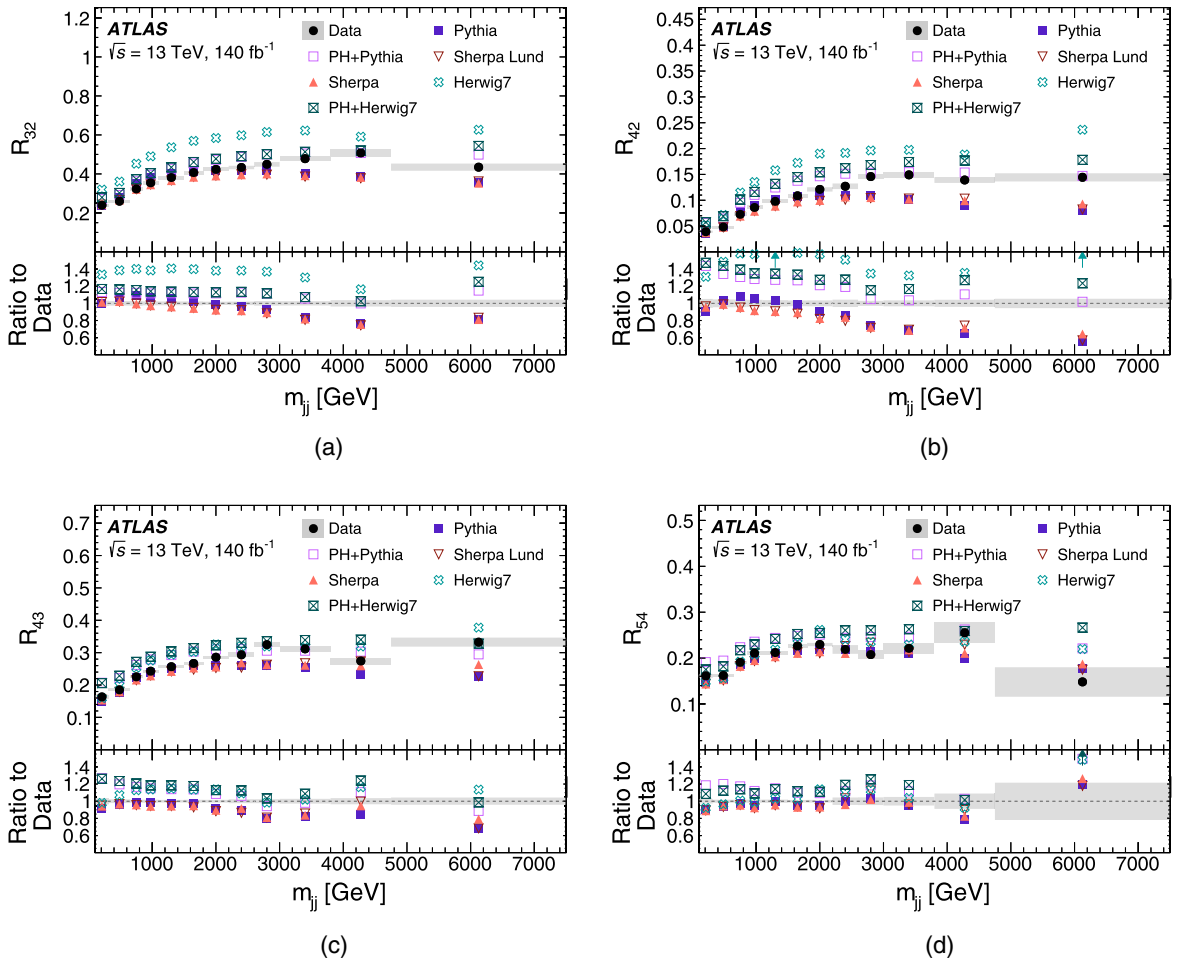 ATLAS
√s = 13 TeV, 140 fb⁻¹
Data
Pythia
PH+Pythia
Sherpa Lund
Sherpa
Herwig7
PH+Herwig7
R32
1.2
1
0.8
0.6
0.4
0.2
Ratio to Data
1.4
1.2
1
0.8
0.6
1000 2000 3000 4000 5000 6000 7000
mjj [GeV]
(a)
ATLAS
√s = 13 TeV, 140 fb⁻¹
Data
Pythia
PH+Pythia
Sherpa Lund
Sherpa
Herwig7
PH+Herwig7
R42
0.45
0.4
0.35
0.3
0.25
0.2
0.15
0.1
0.05
Ratio to Data
1.4
1.2
1
0.8
0.6
1000 2000 3000 4000 5000 6000 7000
mjj [GeV]
(b)
ATLAS
√s = 13 TeV, 140 fb⁻¹
Data
Pythia
PH+Pythia
Sherpa Lund
Sherpa
Herwig7
PH+Herwig7
R43
0.7
0.6
0.5
0.4
0.3
0.2
0.1
Ratio to Data
1.4
1.2
1
0.8
0.6
1000 2000 3000 4000 5000 6000 7000
mjj [GeV]
(c)
ATLAS
√s = 13 TeV, 140 fb⁻¹
Data
Pythia
PH+Pythia
Sherpa Lund
Sherpa
Herwig7
PH+Herwig7
R54
0.5
0.4
0.3
0.2
0.1
Ratio to Data
1.4
1.2
1
0.8
0.6
1000 2000 3000 4000 5000 6000 7000
mjj [GeV]
(d)